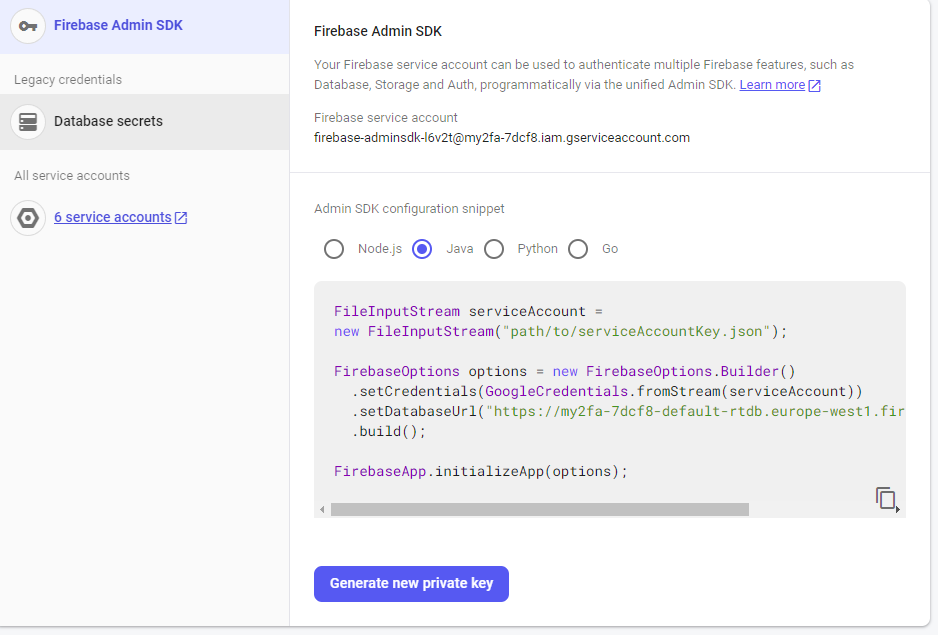 Firebase Admin SDK
Legacy credentials
Database secrets
All service accounts
6 service accounts
Firebase Admin SDK
Your Firebase service account can be used to authenticate multiple Firebase features, such as
Database, Storage and Auth, programmatically via the unified Admin SDK. Learn more
Firebase service account
firebase-adminsdk-l6v2t@my2fa-7dcf8.iam.gserviceaccount.com
Admin SDK configuration snippet
Node.js Java Python Go
FileInputStream serviceAccount =
new FileInputStream("path/to/serviceAccountKey.json");
FirebaseOptions options = new FirebaseOptions.Builder()
.setCredentials(GoogleCredentials.fromStream(serviceAccount))
.setDatabaseUrl("https://my2fa-7dcf8-default-rtdb.europe-west1.fir
.build();
FirebaseApp.initializeApp(options);
Generate new private key